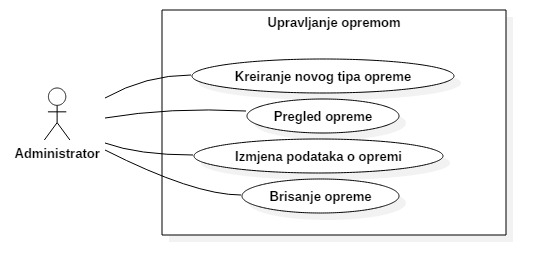 Upravljanje opremom
Kreiranje novog tipa opreme
Pregled opreme
Administrator
Izmjena podataka o opremi
Brisanje opreme